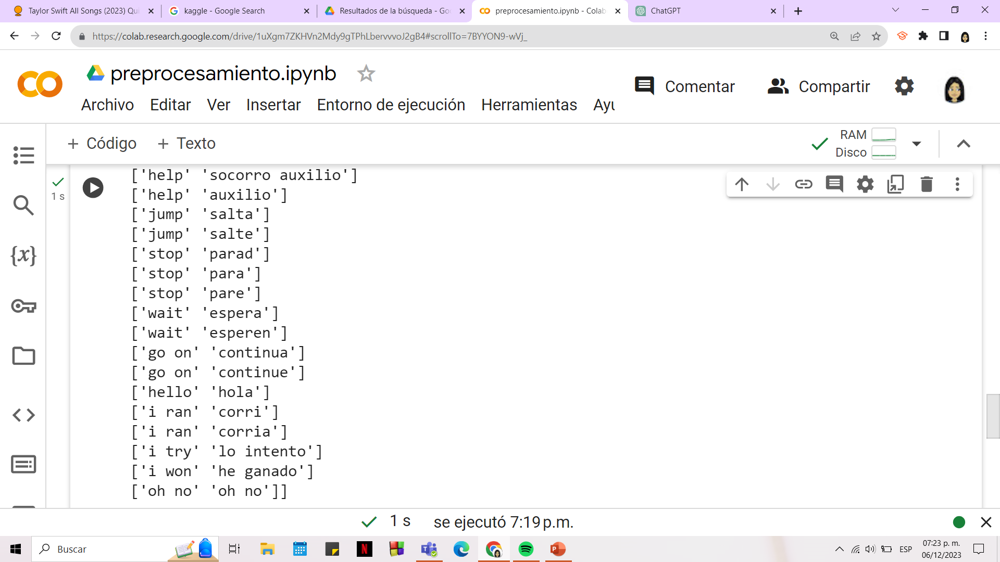 Taylor Swift All Songs (2023) Qui
kaggle - Google Search
Resultados de la búsqueda - Goo
preprocesamiento.ipynb - Colab
ChatGPT
https://colab.research.google.com/drive/1uXgm7ZKHVn2Mdy9gTPhLbervvvoJ2gB4#scrollTo=7BYYON9-wVj_
preprocesamiento.ipynb
Comentar
Compartir
Archivo Editar Ver Insertar Entorno de ejecución Herramientas Ayu
+ Código + Texto
RAM
Disco
1 s
['help' 'socorro auxilio']
['help' 'auxilio']
['jump' 'salta']
['jump' 'salte']
['stop' 'parad']
['stop' 'para']
['stop' 'pare']
['wait' 'espera']
['wait' 'esperen']
['go on' 'continua']
['go on' 'continue']
['hello' 'hola']
['i ran' 'corri']
['i ran' 'corria']
['i try' 'lo intento']
['i won' 'he ganado']
['oh no' 'oh no']]
{x}
1 s se ejecutó 7:19 p.m.
Buscar
ESP
07:23 p. m.
06/12/2023